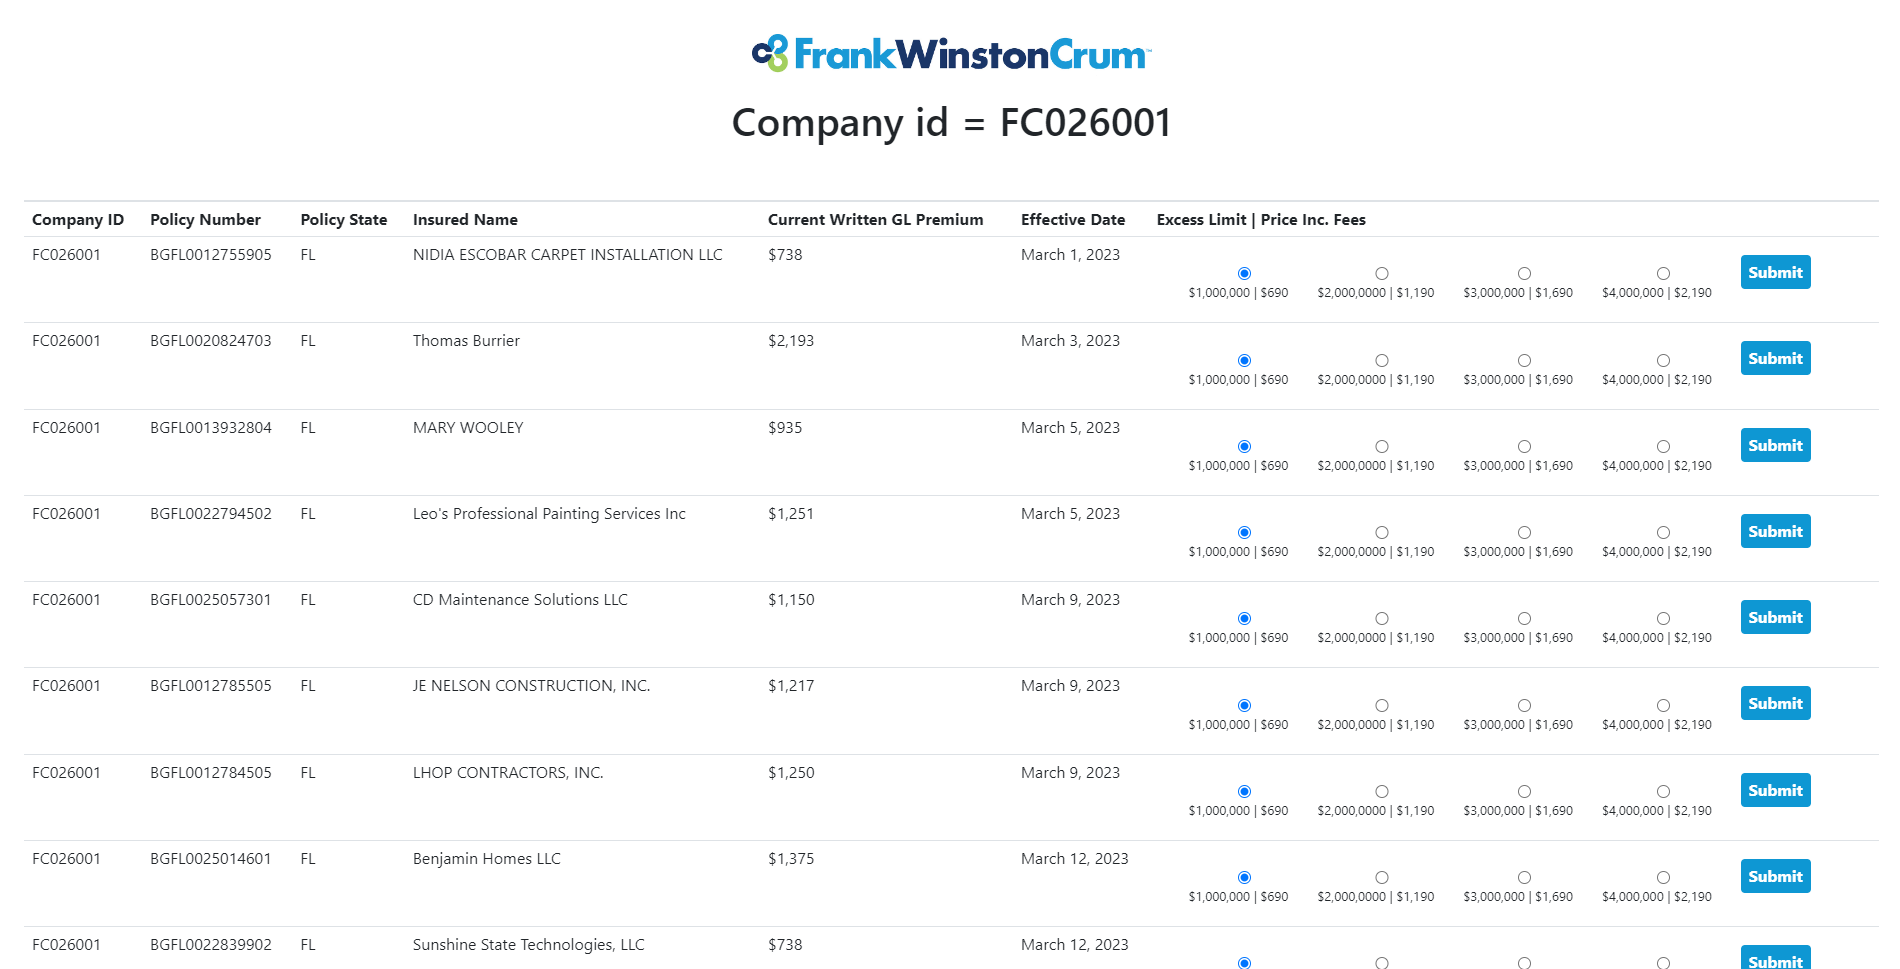 FrankWinstonCrum™
Company id = FC026001
Company ID Policy Number Policy State Insured Name Current Written GL Premium Effective Date Excess Limit | Price Inc. Fees
FC026001 BGFL0012755905 FL NIDIA ESCOBAR CARPET INSTALLATION LLC $738 March 1, 2023
$1,000,000 | $690 $2,000,0000 | $1,190 $3,000,000 | $1,690 $4,000,000 | $2,190 Submit
FC026001 BGFL0020824703 FL Thomas Burrier $2,193 March 3, 2023
$1,000,000 | $690 $2,000,0000 | $1,190 $3,000,000 | $1,690 $4,000,000 | $2,190 Submit
FC026001 BGFL0013932804 FL MARY WOOLEY $935 March 5, 2023
$1,000,000 | $690 $2,000,0000 | $1,190 $3,000,000 | $1,690 $4,000,000 | $2,190 Submit
FC026001 BGFL0022794502 FL Leo's Professional Painting Services Inc $1,251 March 5, 2023
$1,000,000 | $690 $2,000,0000 | $1,190 $3,000,000 | $1,690 $4,000,000 | $2,190 Submit
FC026001 BGFL0025057301 FL CD Maintenance Solutions LLC $1,150 March 9, 2023
$1,000,000 | $690 $2,000,0000 | $1,190 $3,000,000 | $1,690 $4,000,000 | $2,190 Submit
FC026001 BGFL0012785505 FL JE NELSON CONSTRUCTION, INC. $1,217 March 9, 2023
$1,000,000 | $690 $2,000,0000 | $1,190 $3,000,000 | $1,690 $4,000,000 | $2,190 Submit
FC026001 BGFL0012784505 FL LHOP CONTRACTORS, INC. $1,250 March 9, 2023
$1,000,000 | $690 $2,000,0000 | $1,190 $3,000,000 | $1,690 $4,000,000 | $2,190 Submit
FC026001 BGFL0025014601 FL Benjamin Homes LLC $1,375 March 12, 2023
$1,000,000 | $690 $2,000,0000 | $1,190 $3,000,000 | $1,690 $4,000,000 | $2,190 Submit
FC026001 BGFL0022839902 FL Sunshine State Technologies, LLC $738 March 12, 2023
Submit